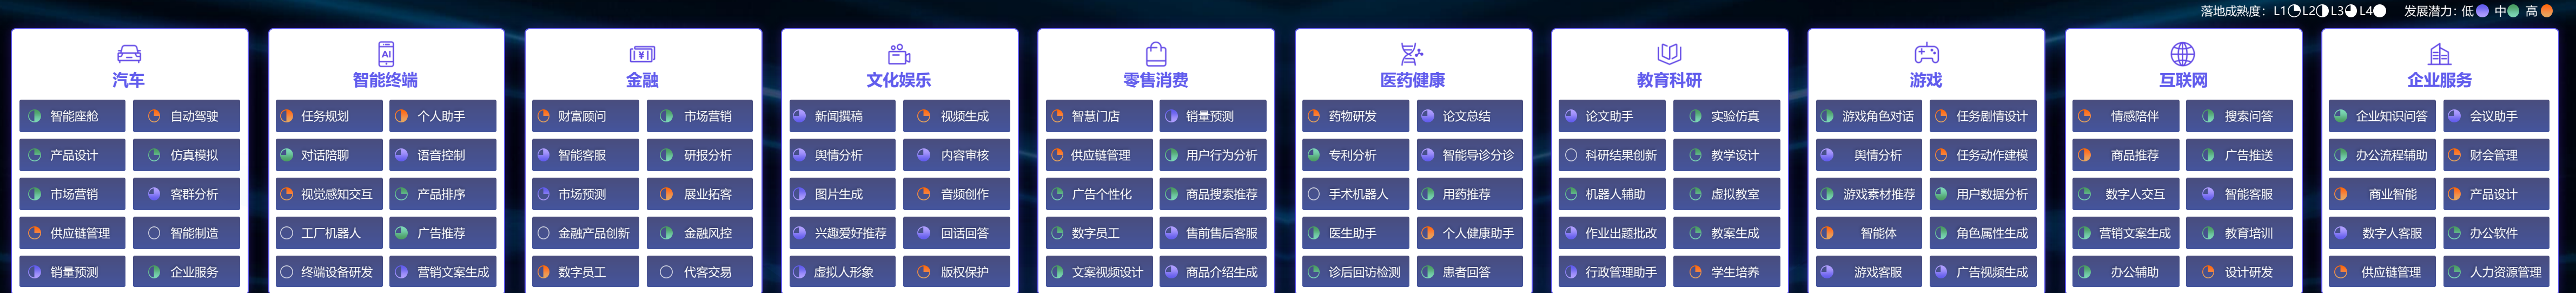 落地成熟度: L1 L2 L3 L4 发展潜力: 低 中 高
汽车
智能座舱 自动驾驶
产品设计 仿真模拟
市场营销 客群分析
供应链管理 智能制造
销量预测 企业服务
AI
智能终端
任务规划 个人助手
对话陪聊 语音控制
视觉感知交互 产品排序
工厂机器人 广告推荐
终端设备研发 营销文案生成
¥
金融
财富顾问 市场营销
智能客服 研报分析
市场预测 展业拓客
金融产品创新 金融风控
数字员工 代客交易
文化娱乐
新闻撰稿 视频生成
舆情分析 内容审核
图片生成 音频创作
兴趣爱好推荐 回话回答
虚拟人形象 版权保护
零售消费
智慧门店 销量预测
供应链管理 用户行为分析
广告个性化 商品搜索推荐
数字员工 售前售后客服
文案视频设计 商品介绍生成
医药健康
药物研发 论文总结
专利分析 智能导诊分诊
手术机器人 用药推荐
医生助手 个人健康助手
诊后回访检测 患者回答
教育科研
论文助手 实验仿真
科研结果创新 教学设计
机器人辅助 虚拟教室
作业出题批改 教案生成
行政管理助手 学生培养
游戏
游戏角色对话 任务剧情设计
舆情分析 任务动作建模
游戏素材推荐 用户数据分析
智能体 角色属性生成
游戏客服 广告视频生成
互联网
情感陪伴 搜索问答
商品推荐 广告推送
数字人交互 智能客服
营销文案生成 教育培训
办公辅助 设计研发
企业服务
企业知识问答 会议助手
办公流程辅助 财会管理
商业智能 产品设计
数字人客服 办公软件
供应链管理 人力资源管理